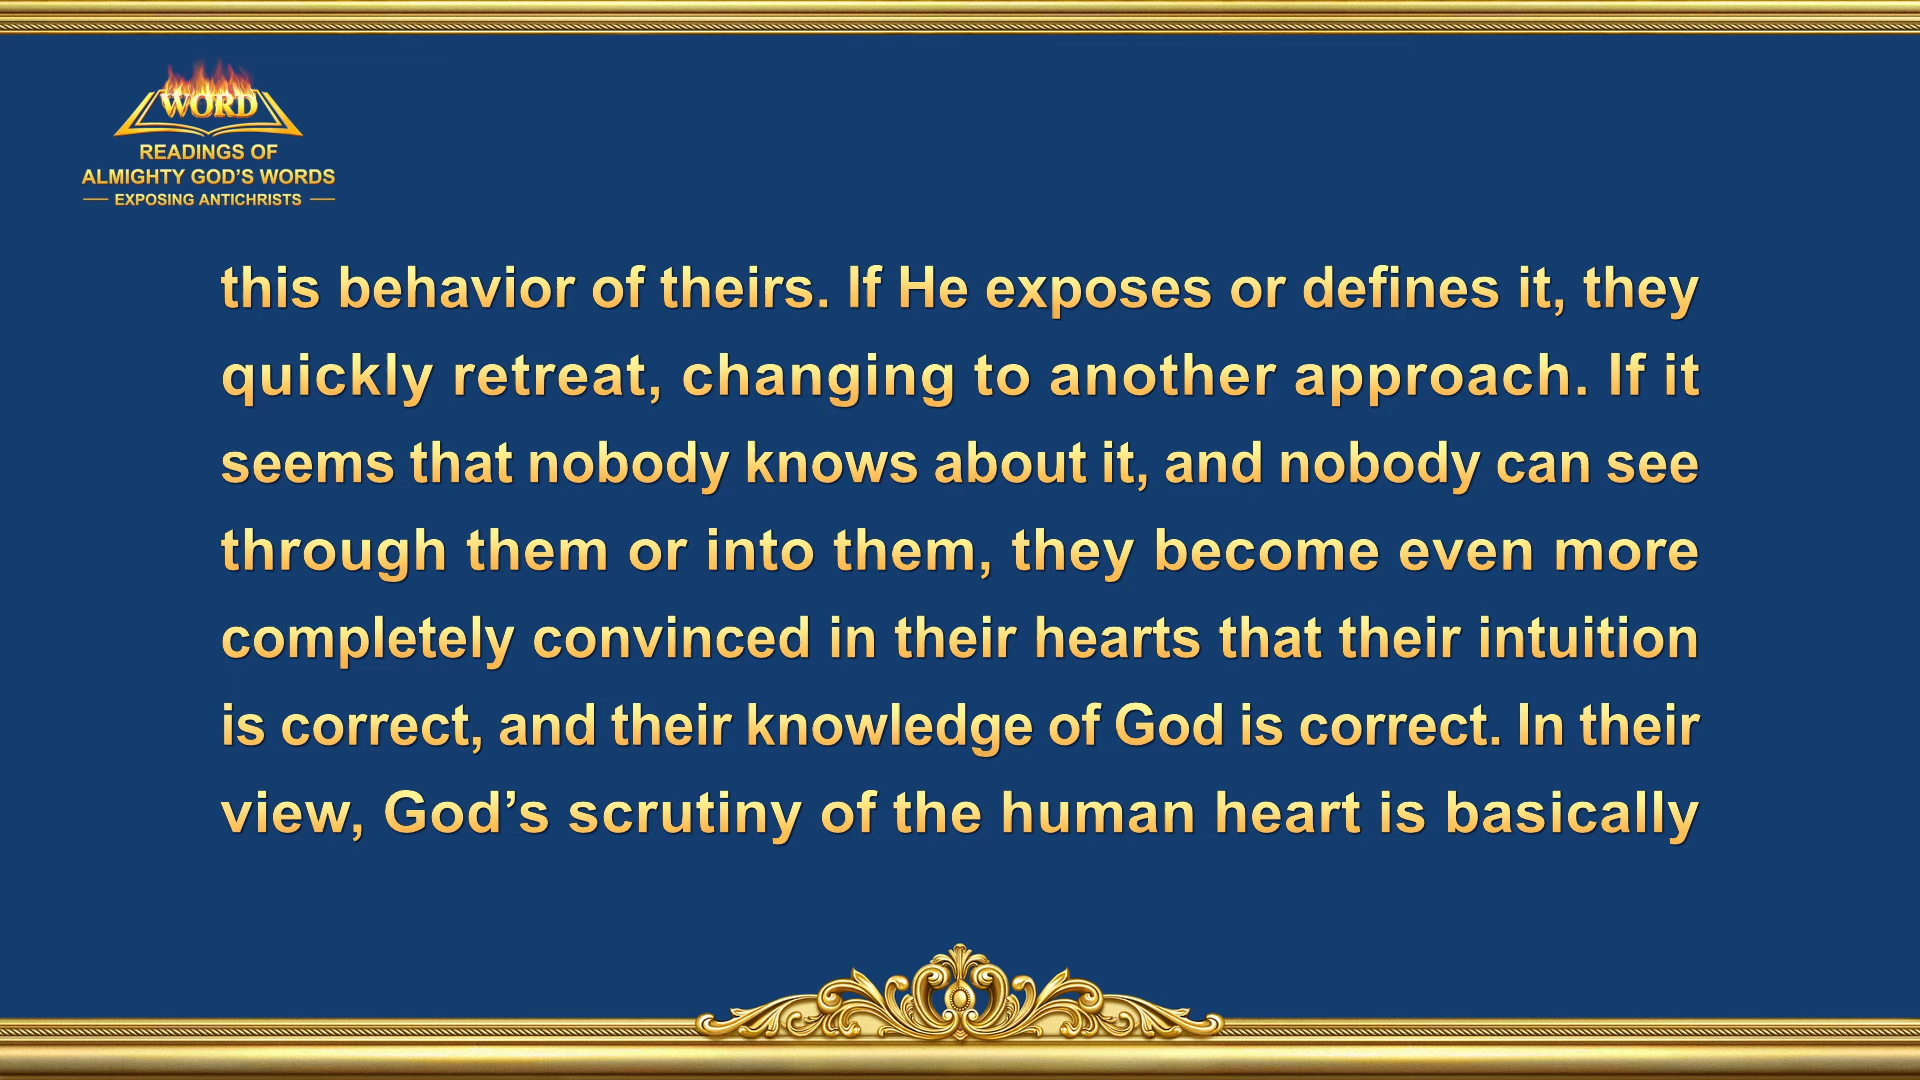 WORD
READINGS OF
ALMIGHTY GOD'S WORDS
EXPOSING ANTICHRISTS
this behavior of theirs. If He exposes or defines it, they
quickly retreat, changing to another approach. If it
seems that nobody knows about it, and nobody can see
through them or into them, they become even more
completely convinced in their hearts that their intuition
is correct, and their knowledge of God is correct. In their
view, God’s scrutiny of the human heart is basically